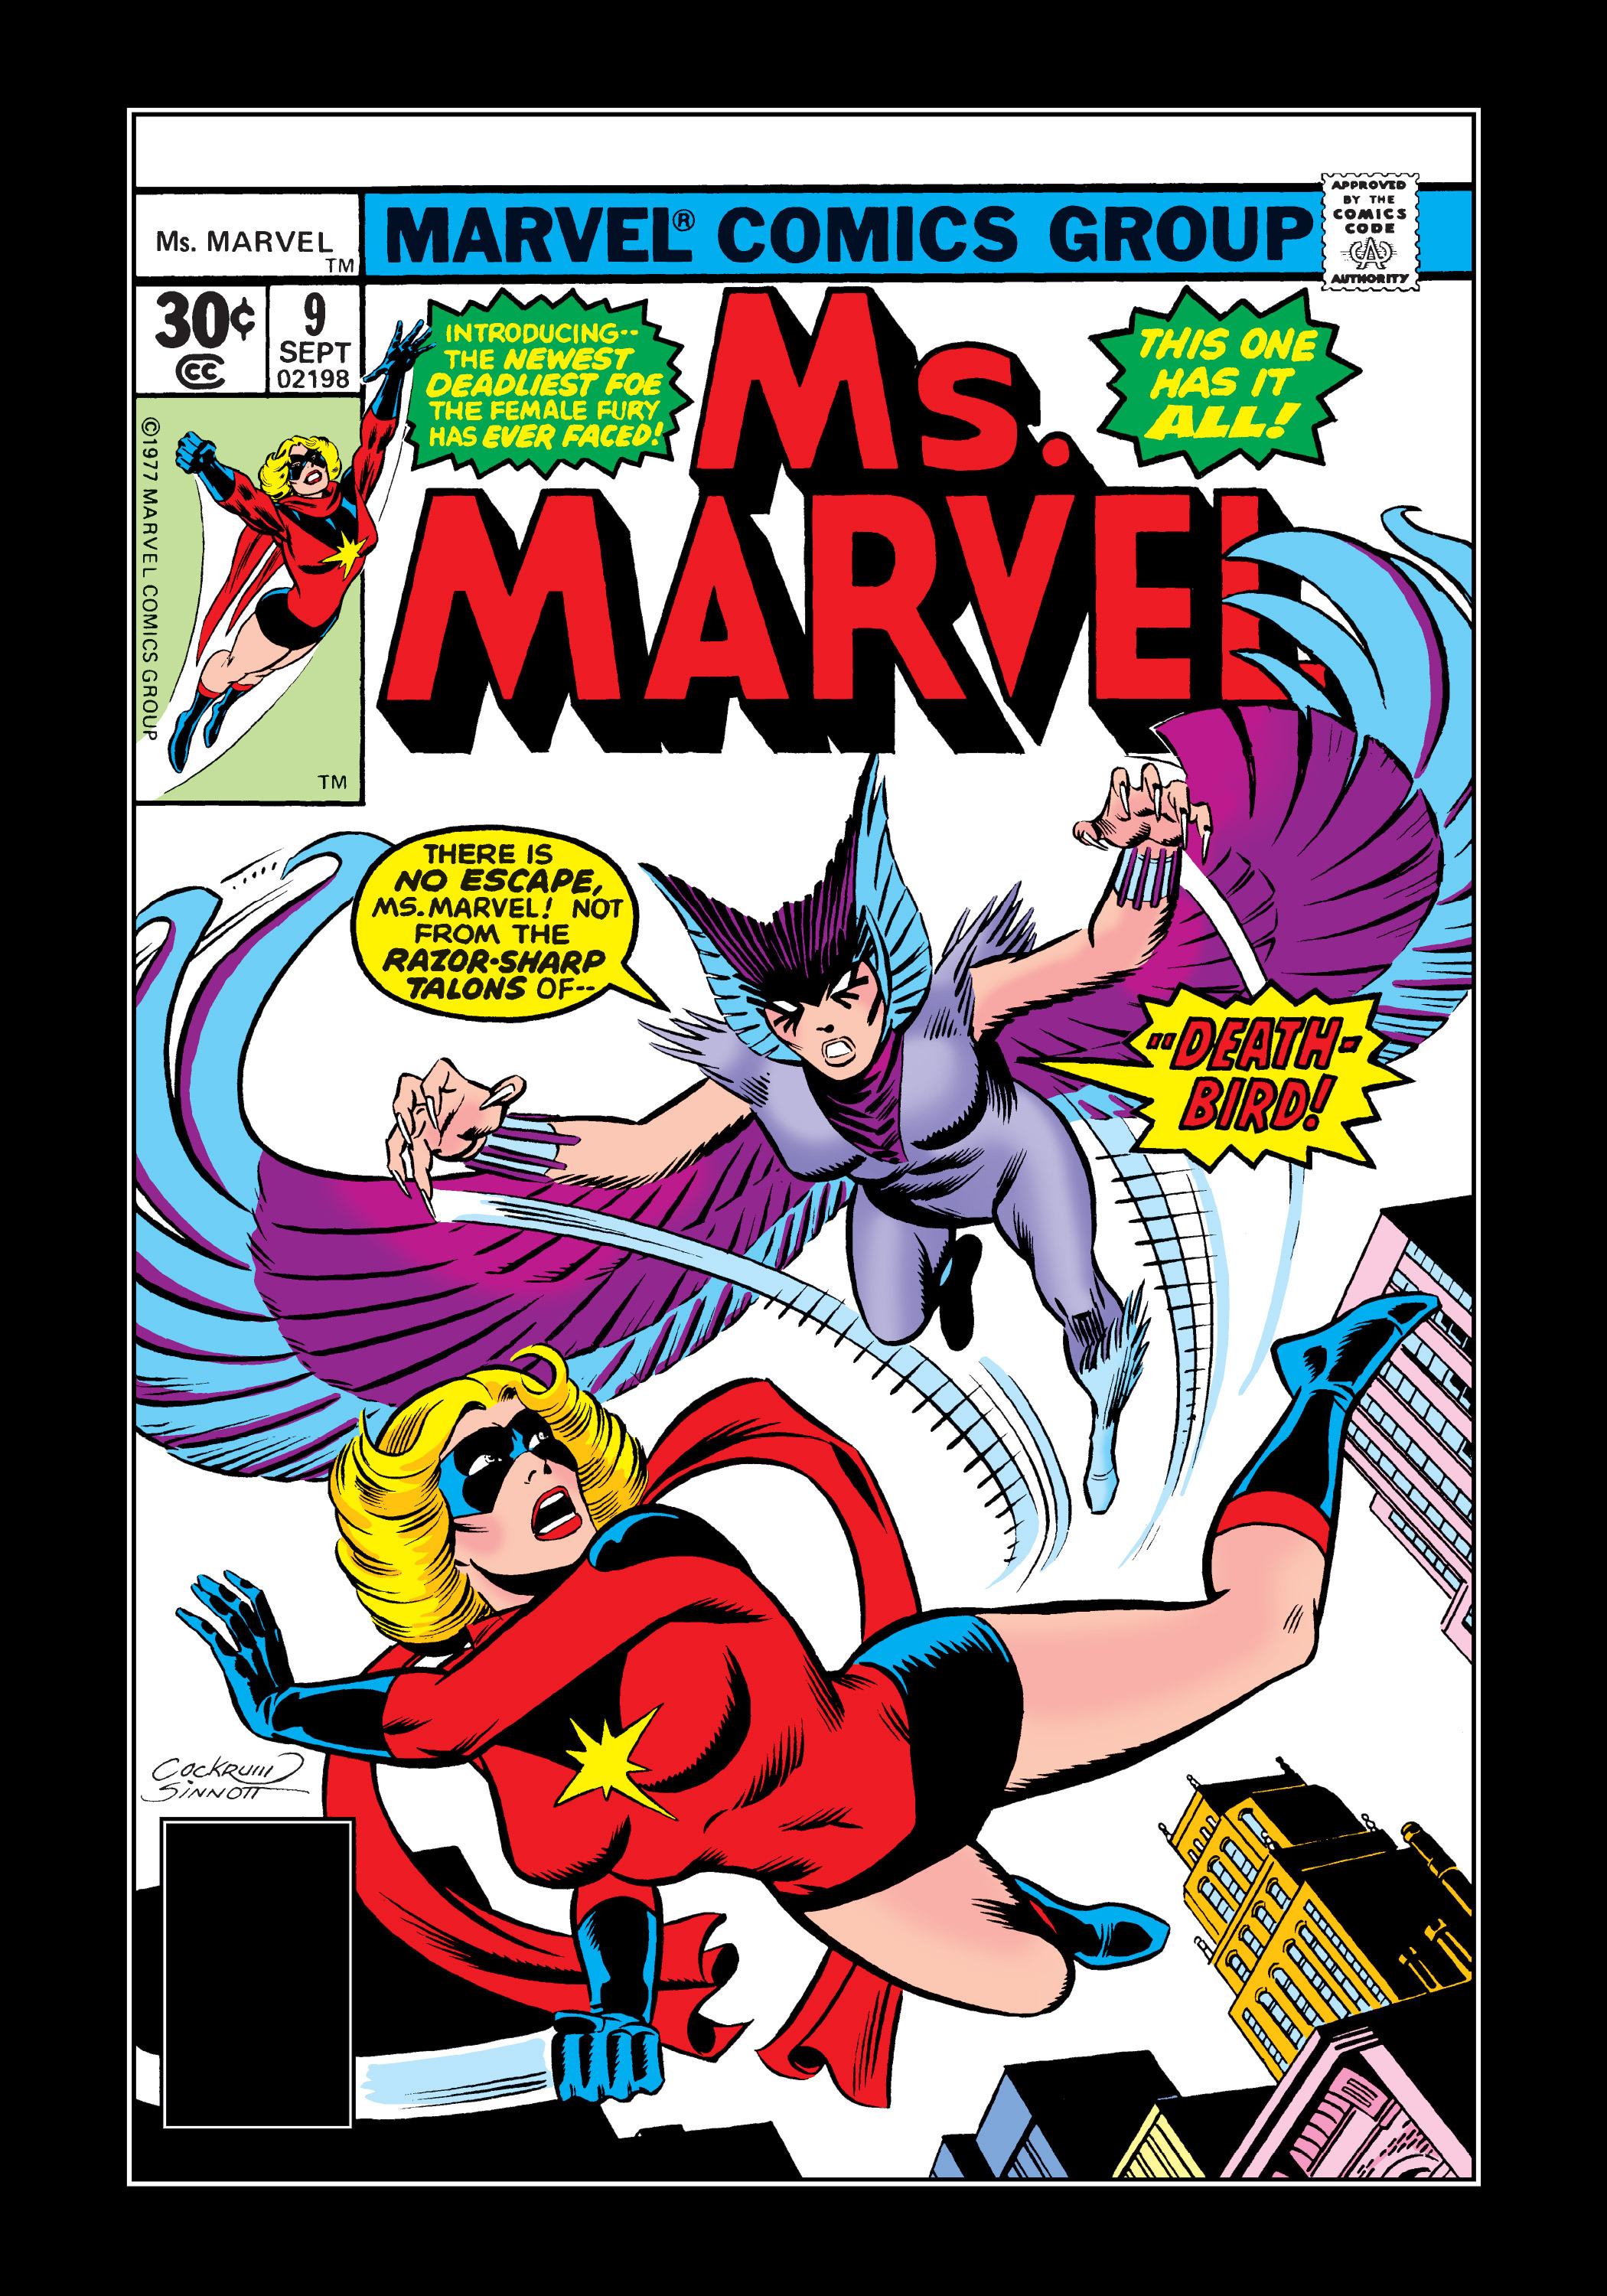 MARVEL® COMICS GROUP
APPROVED
BY THE
COMICS
CODE
CA
AUTHORITY
Ms. MARVEL
TM
30¢
CC
9
SEPT
02198
©1977 MARVEL COMICS GROUP
TM
INTRODUCING--
THE NEWEST
DEADLIEST FOE
THE FEMALE FURY
HAS EVER FACED!
Ms.
MARVEL
THIS ONE
HAS IT
ALL!
THERE IS
NO ESCAPE,
MS. MARVEL! NOT
FROM THE
RAZOR-SHARP
TALONS OF--
--DEATH-
BIRD!
COCKRUM
SINNOTT